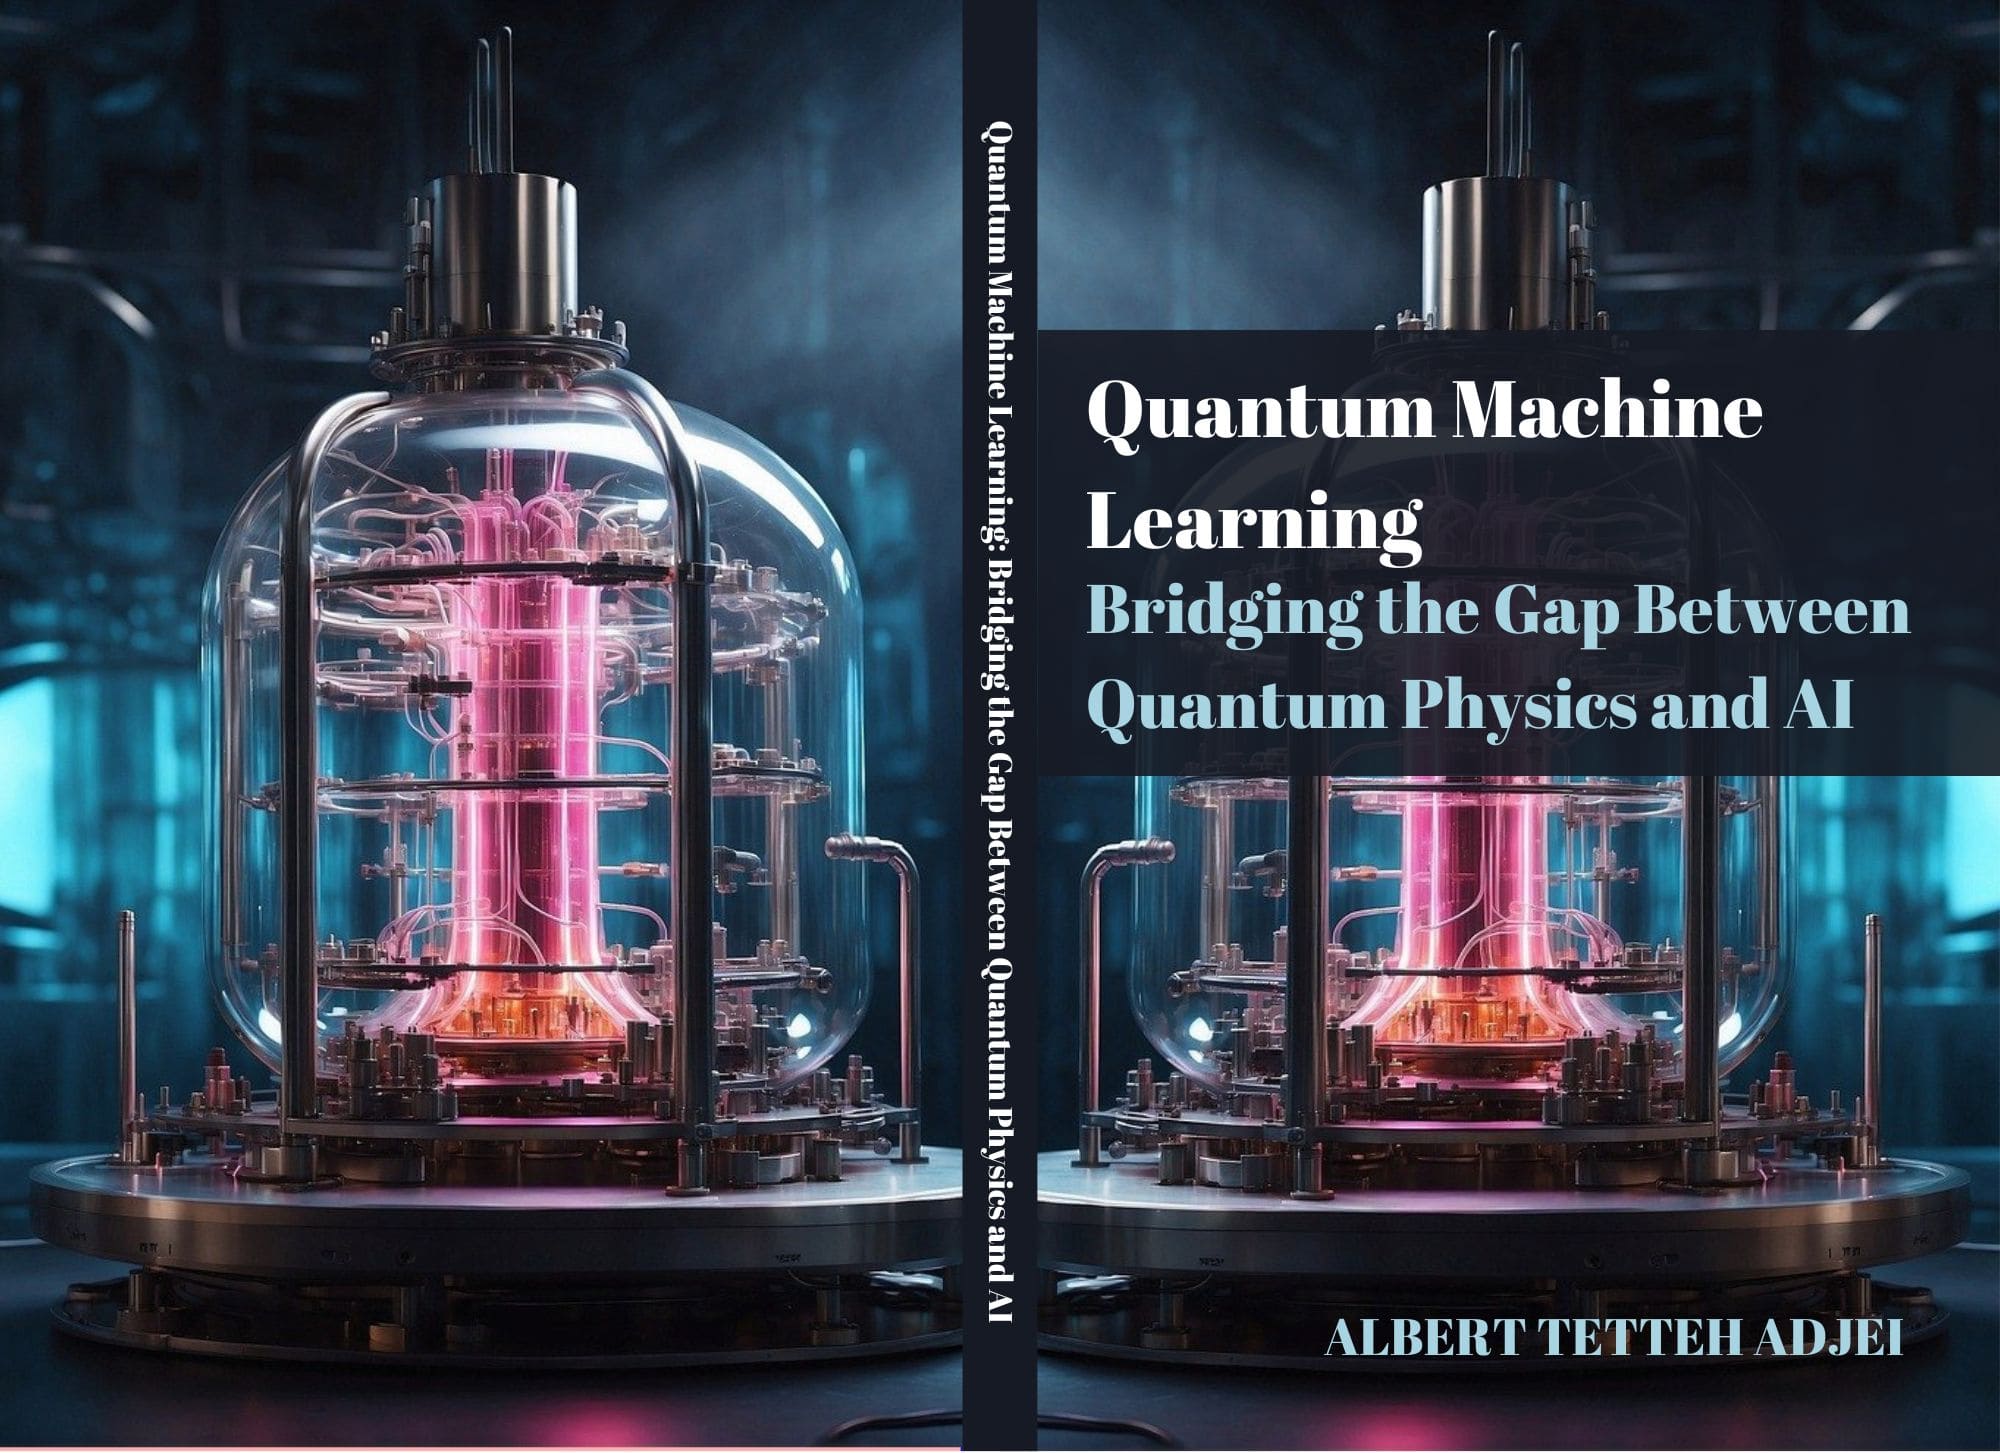 Quantum Machine Learning: Bridging the Gap Between Quantum Physics and AI
Quantum Machine
Learning
Bridging the Gap Between
Quantum Physics and AI
ALBERT TETTEH ADJEI